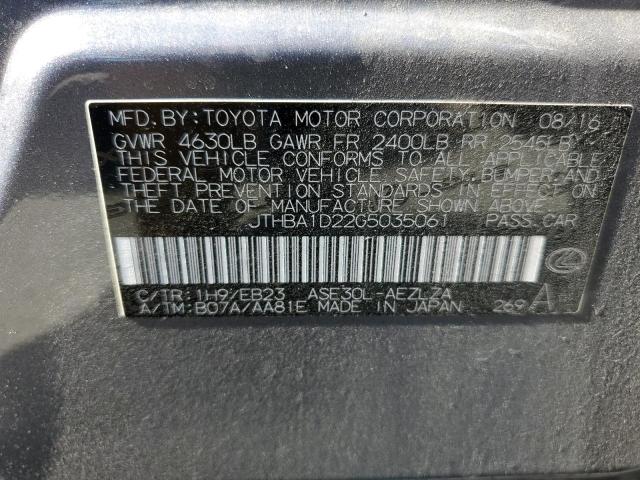 MFD. BY: TOYOTA MOTOR CORPORATION 08/16
GVWR 4630LB GAWR FR 2400LB RR 2545LB
THIS VEHICLE CONFORMS TO ALL APPLICABLE
FEDERAL MOTOR VEHICLE SAFETY, BUMPER AND
THEFT PREVENTION STANDARDS IN EFFECT ON
THE DATE OF MANUFACTURE SHOWN ABOVE.
JTHBA1D22G5035061 PASS. CAR
C/TR: 1H9/EB23 ASE30L-AEZLZA
A/TM: B07A/AA81E MADE IN JAPAN 269 A